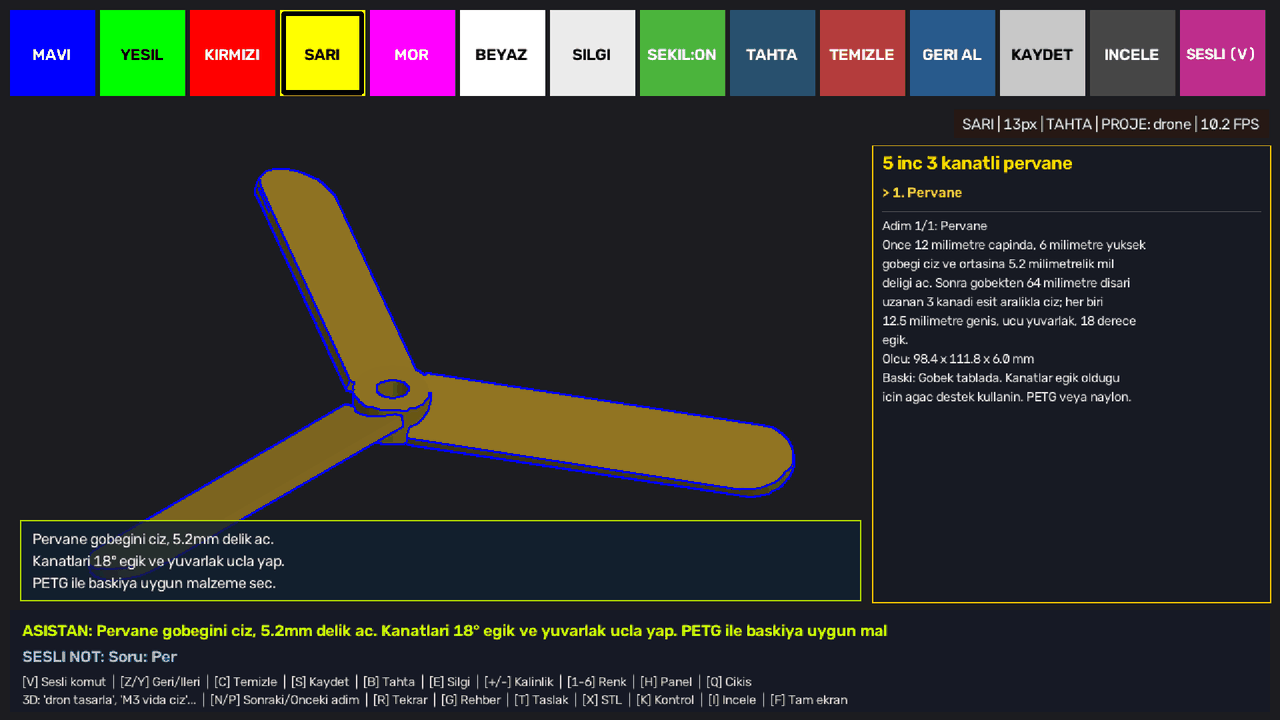 MAVI YESIL KIRMIZI SARI MOR BEYAZ SILGI SEKIL:ON TAHTA TEMIZLE GERI AL KAYDET INCELE SESLI (V)
SARI | 13px | TAHTA | PROJE: drone | 10.2 FPS
5 inc 3 kanatli pervane
> 1. Pervane
Adim 1/1: Pervane
Once 12 milimetre capinda, 6 milimetre yuksek
gobegi ciz ve ortasina 5.2 milimetrelik mil
deligi ac. Sonra gobekten 64 milimetre disari
uzanan 3 kanadi esit aralikla ciz; her biri
12.5 milimetre genis, ucu yuvarlak, 18 derece
egik.
Olcu: 98.4 x 111.8 x 6.0 mm
Baski: Gobek tablada. Kanatlar egik oldugu
icin agac destek kullanin. PETG veya naylon.
Pervane gobegini ciz, 5.2mm delik ac.
Kanatlari 18° egik ve yuvarlak ucla yap.
PETG ile baskiya uygun malzeme sec.
ASISTAN: Pervane gobegini ciz, 5.2mm delik ac. Kanatlari 18° egik ve yuvarlak ucla yap. PETG ile baskiya uygun mal
SESLI NOT: Soru: Per
[V] Sesli komut | [Z/Y] Geri/Ileri | [C] Temizle | [S] Kaydet | [B] Tahta | [E] Silgi | [+/-] Kalinlik | [1-6] Renk | [H] Panel | [Q] Cikis
3D: 'dron tasarla', 'M3 vida ciz'... | [N/P] Sonraki/Onceki adim | [R] Tekrar | [G] Rehber | [T] Taslak | [X] STL | [K] Kontrol | [I] Incele | [F] Tam ekran